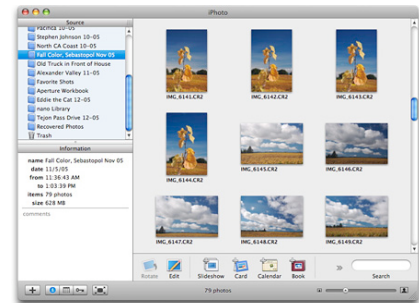 iPhoto
Source
Pacifica 10-05
Stephen Johnson 10-05
North CA Coast 10-05
Fall Color, Sebastopol Nov 05
Old Truck in Front of House
Alexander Valley 11-05
Favorite Shots
Aperture Workbook
Eddie the Cat 12-05
nano Library
Tejon Pass Drive 12-05
Recovered Photos
Trash
Information
name Fall Color, Sebastopol Nov 05
date 11/5/05
from 11:36:43 AM
to 1:03:39 PM
items 79 photos
size 628 MB
comments
IMG_6141.CR2 IMG_6142.CR2 IMG_6143.CR2
IMG_6144.CR2 IMG_6145.CR2 IMG_6146.CR2
IMG_6147.CR2 IMG_6148.CR2 IMG_6149.CR2
Rotate Edit Slideshow Card Calendar Book Search
79 photos